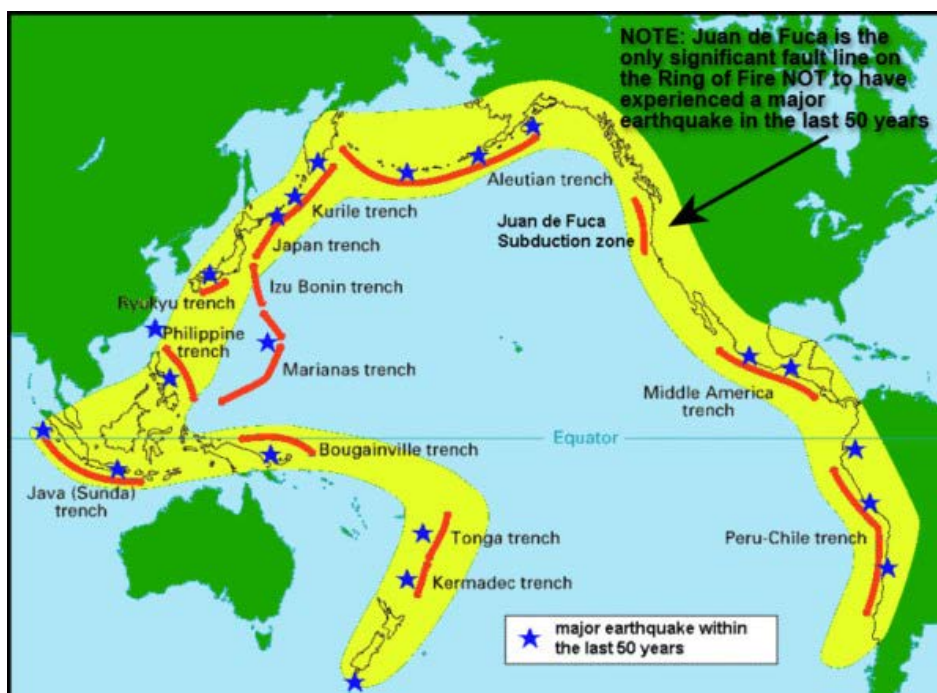 NOTE: Juan de Fuca is the
only significant fault line on
the Ring of Fire NOT to have
experienced a major
earthquake in the last 50 years
Aleutian trench
Kurile trench
Juan de Fuca
Subduction zone
Japan trench
Izu Bonin trench
Ryukyu trench
Philippine
trench
Marianas trench
Middle America
trench
Equator
Bougainville trench
Java (Sunda)
trench
Tonga trench
Peru-Chile trench
Kermadec trench
major earthquake within
the last 50 years